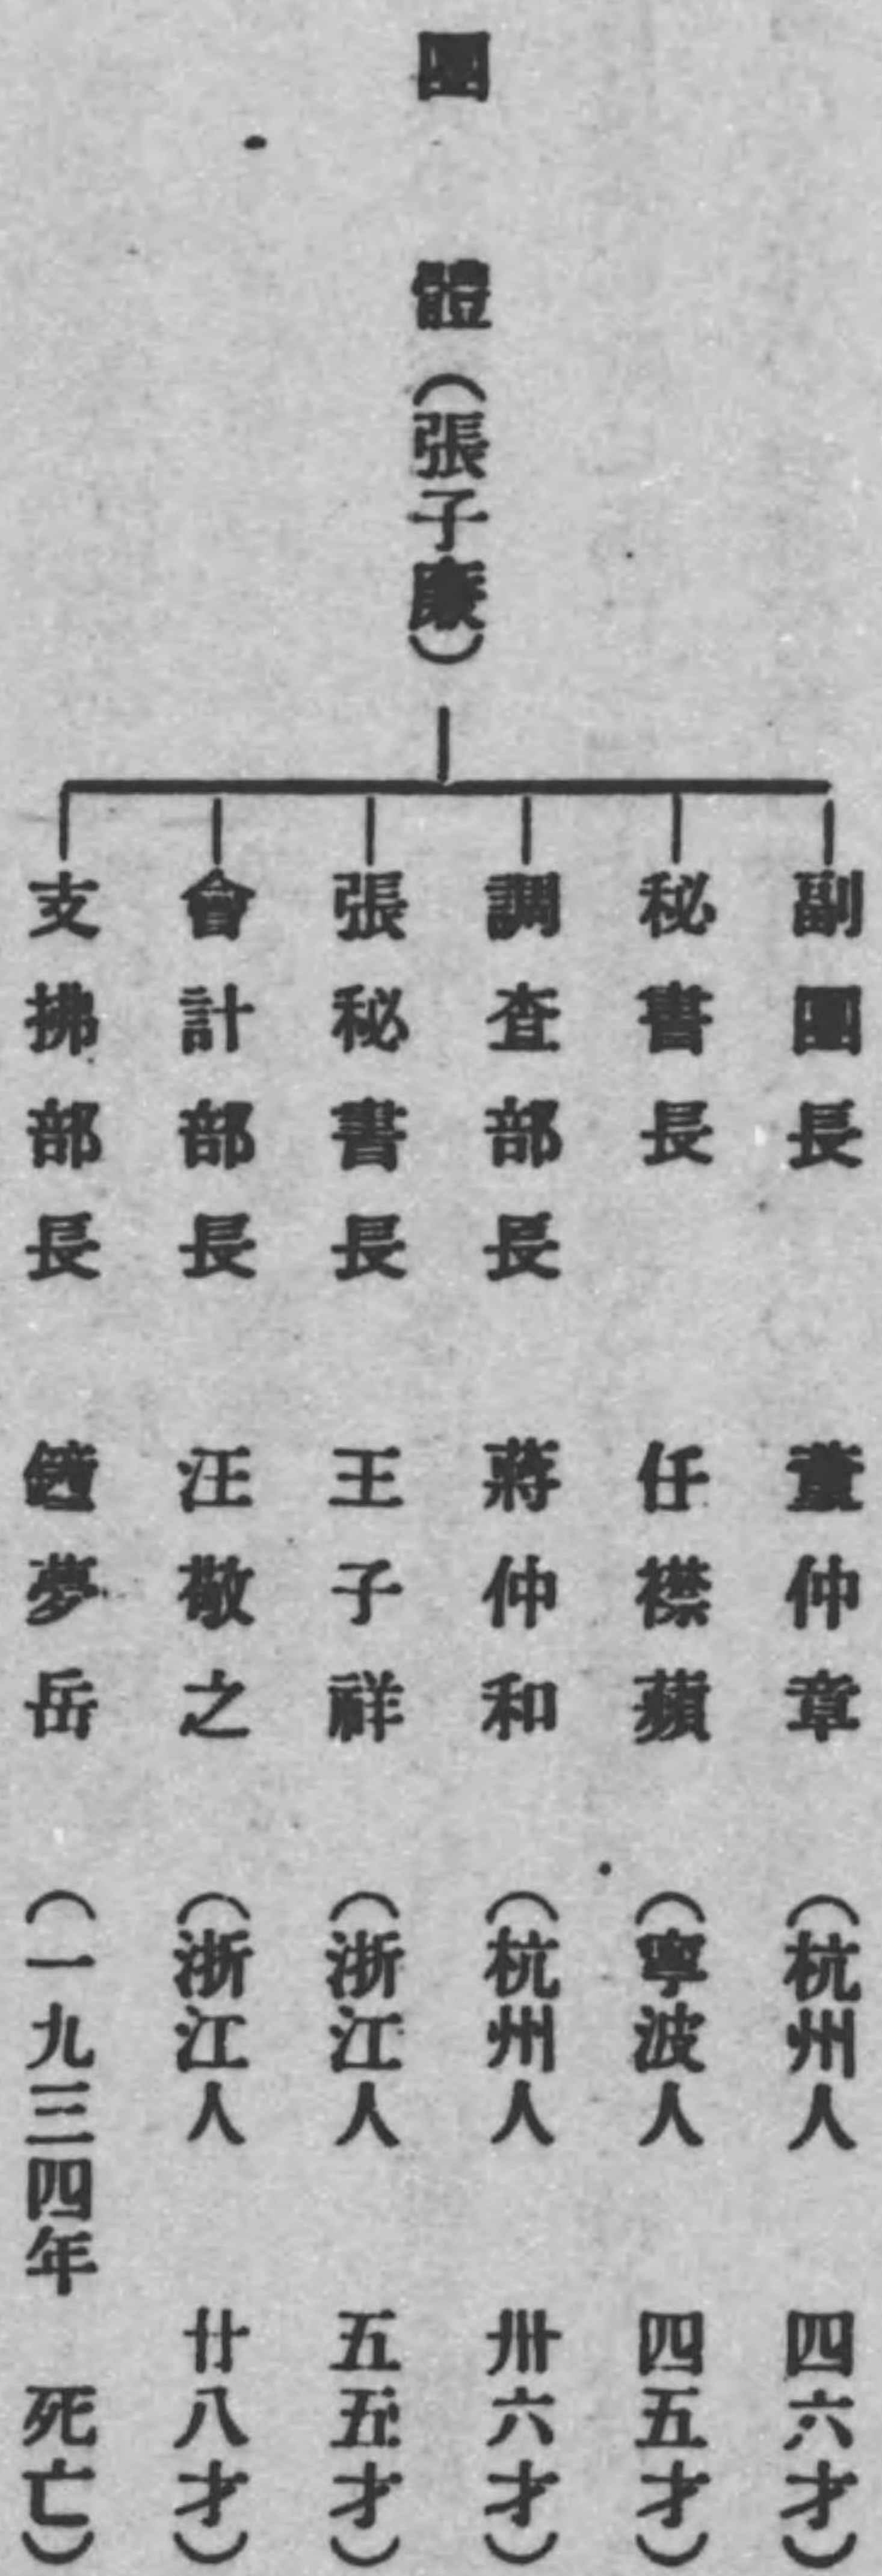 團體(張子廉)
副團長 董仲章 (杭州人 四六才)
秘書長 任襟蘋 (寧波人 四五才)
調查部長 蔣仲和 (杭州人 卅六才)
張秘書長 王子祥 (浙江人 五五才)
會計部長 汪敬之 (浙江人 廿八才)
支拂部長 鐘夢岳 (一九三四年 死亡)